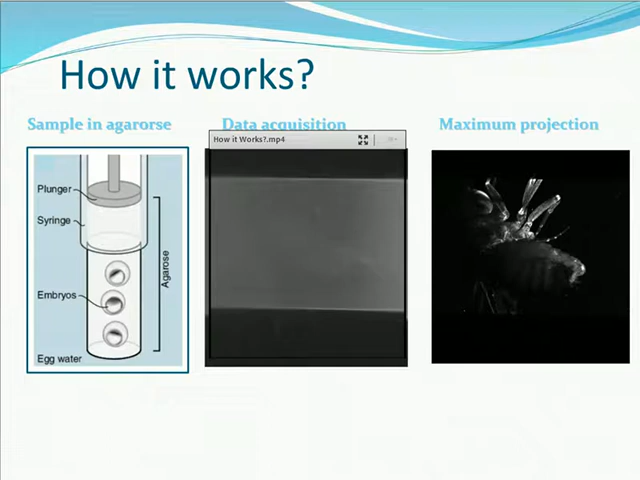 How it works?
Sample in agarorse
Data acquisition
Maximum projection
How it Works?.mp4
Plunger
Syringe
Embryos
Agarose
Egg water